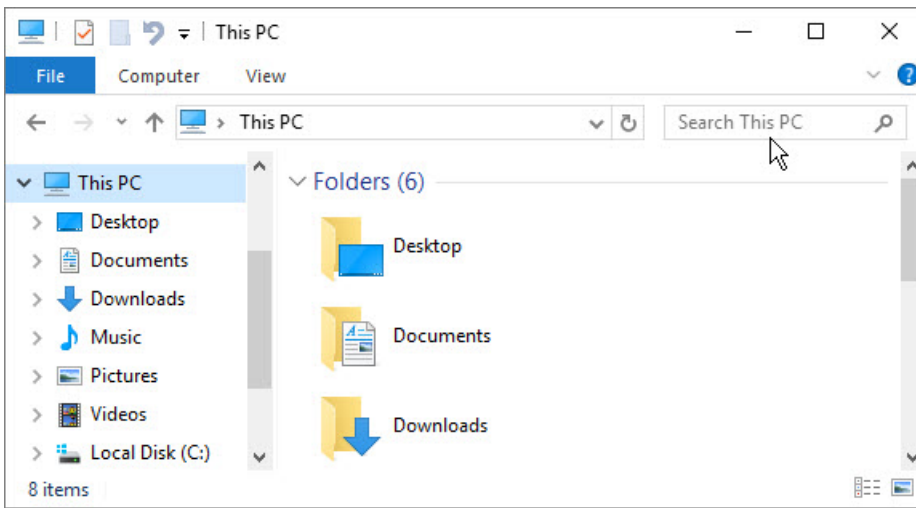 This PC
File Computer View
This PC
Search This PC
This PC
Desktop
Documents
Downloads
Music
Pictures
Videos
Local Disk (C:)
Folders (6)
Desktop
Documents
Downloads
8 items